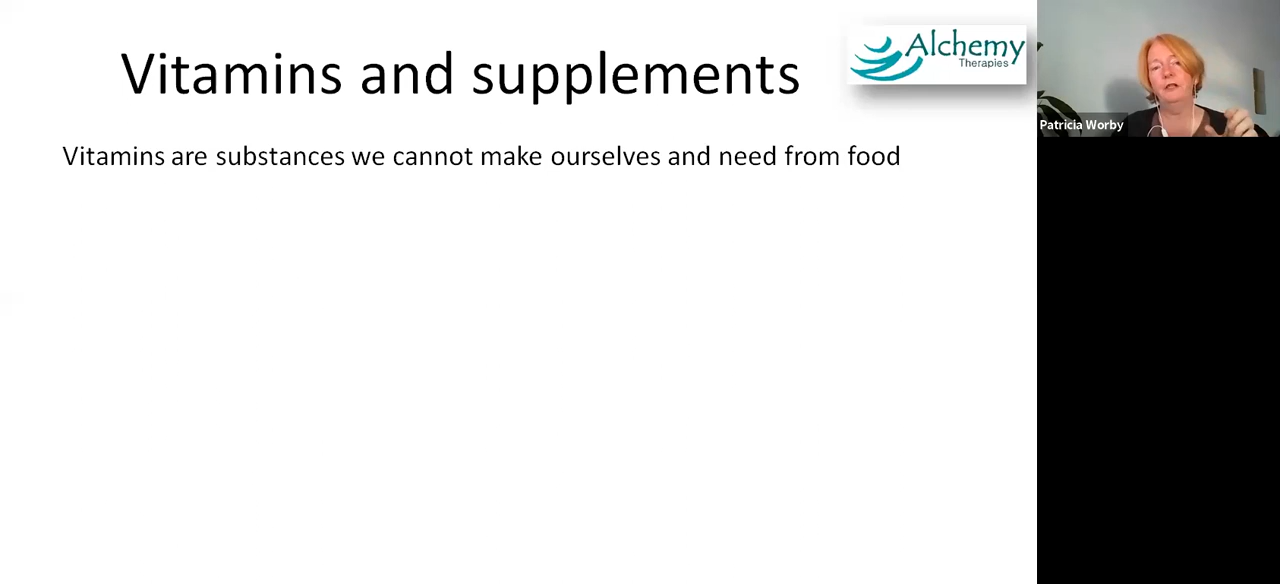 Vitamins and supplements
Alchemy
Therapies
Patricia Worby
Vitamins are substances we cannot make ourselves and need from food